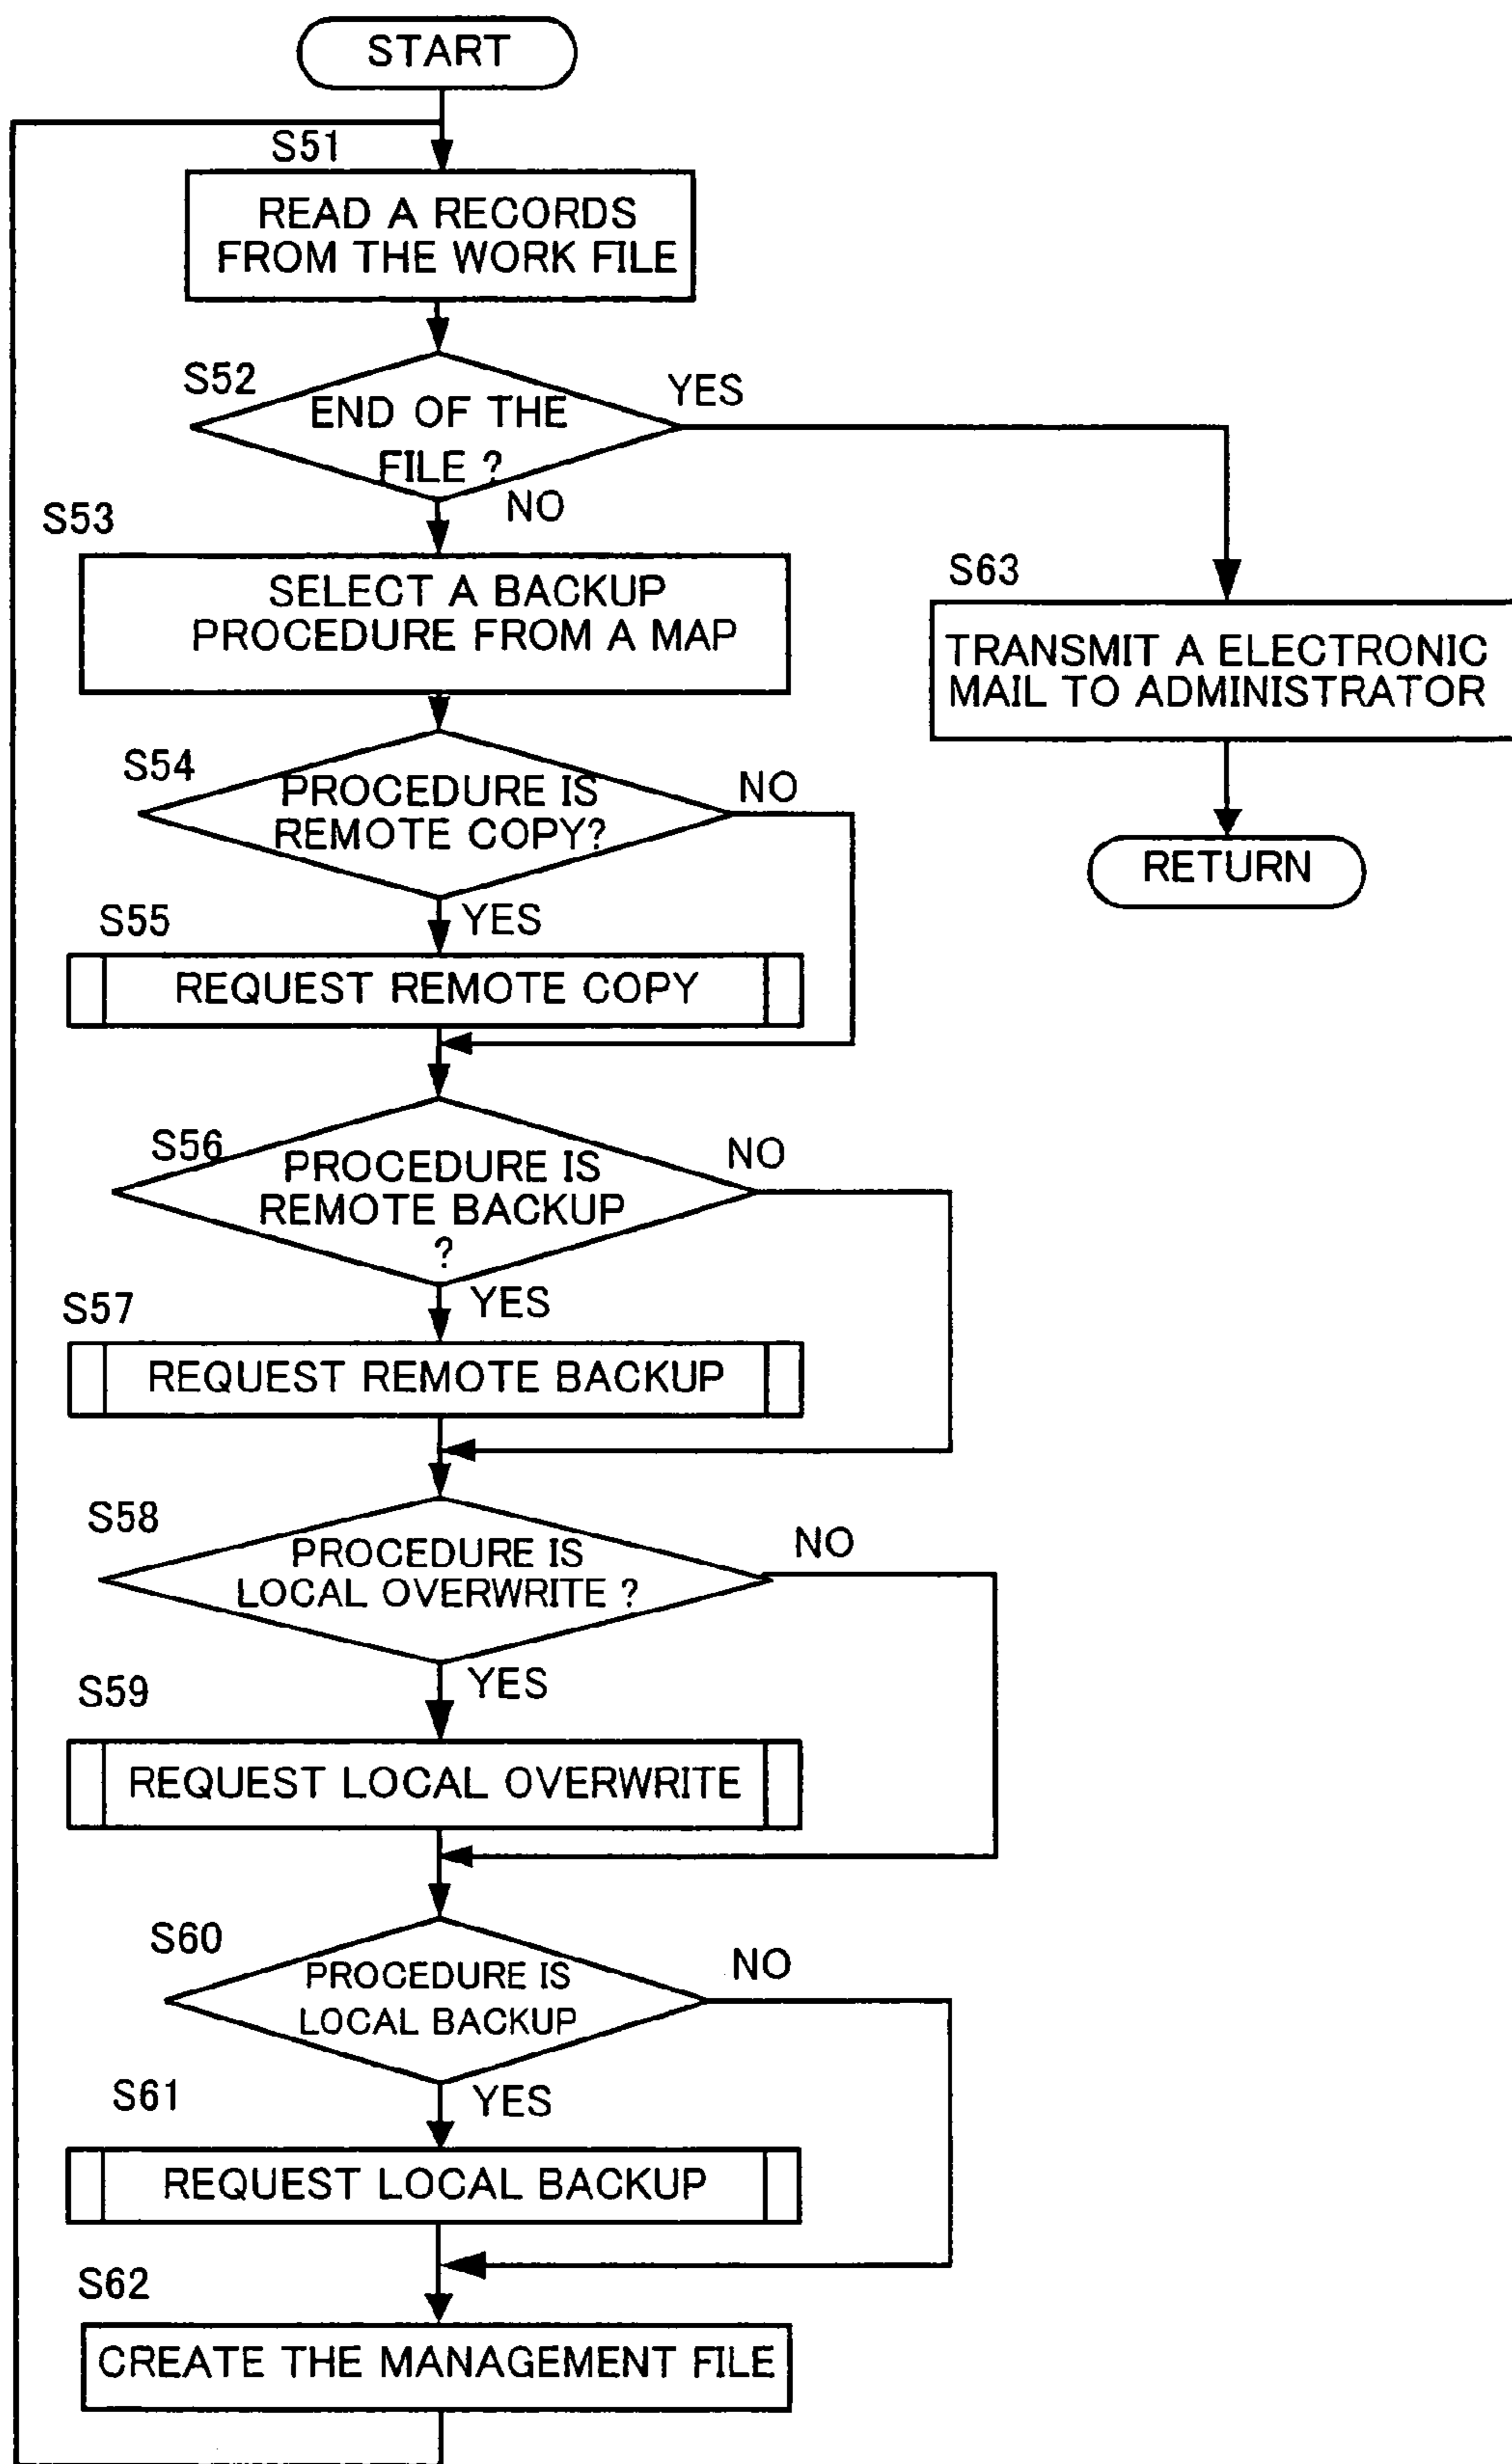 START
S51
READ A RECORDS
FROM THE WORK FILE
S52
END OF THE
FILE ?
YES
NO
S53
SELECT A BACKUP
PROCEDURE FROM A MAP
S63
TRANSMIT A ELECTRONIC
MAIL TO ADMINISTRATOR
RETURN
S54
PROCEDURE IS
REMOTE COPY?
NO
YES
S55
REQUEST REMOTE COPY
S56
PROCEDURE IS
REMOTE BACKUP
?
NO
YES
S57
REQUEST REMOTE BACKUP
S58
PROCEDURE IS
LOCAL OVERWRITE ?
NO
YES
S59
REQUEST LOCAL OVERWRITE
S60
PROCEDURE IS
LOCAL BACKUP
NO
YES
S61
REQUEST LOCAL BACKUP
S62
CREATE THE MANAGEMENT FILE